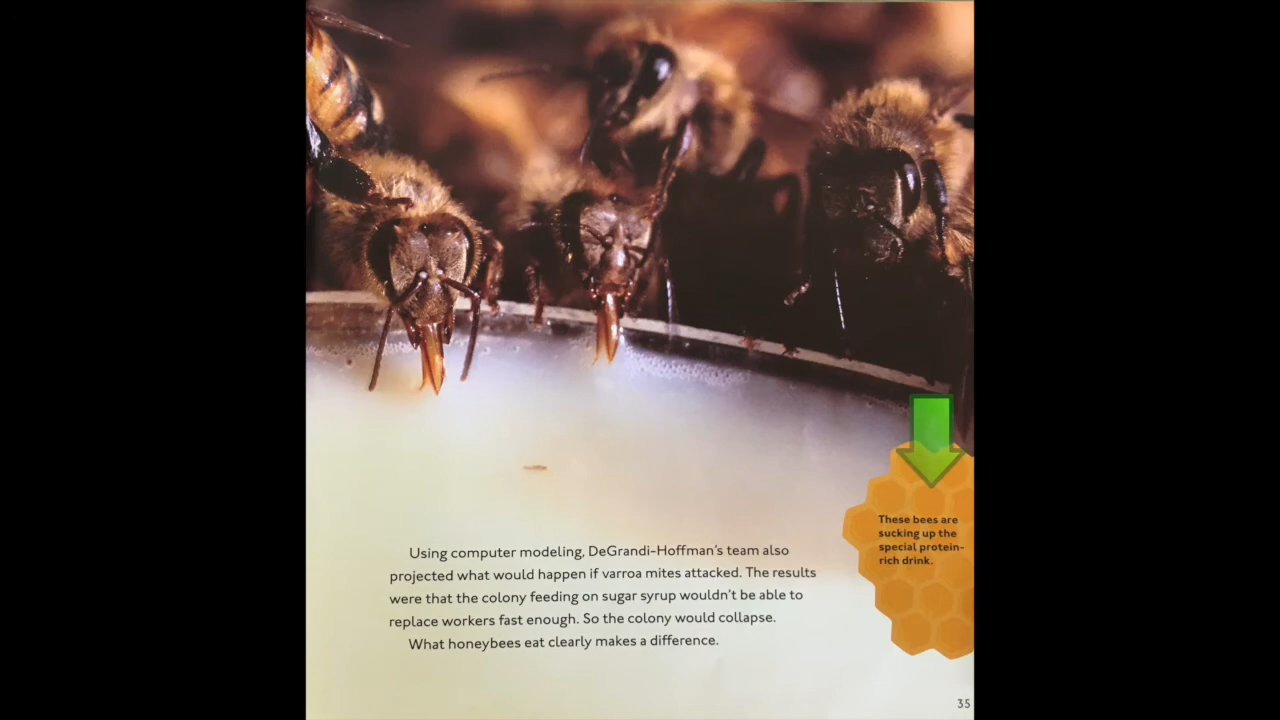 These bees are
sucking up the
special protein-
rich drink.
Using computer modeling, DeGrandi-Hoffman's team also
projected what would happen if varroa mites attacked. The results
were that the colony feeding on sugar syrup wouldn't be able to
replace workers fast enough. So the colony would collapse.
What honeybees eat clearly makes a difference.
35